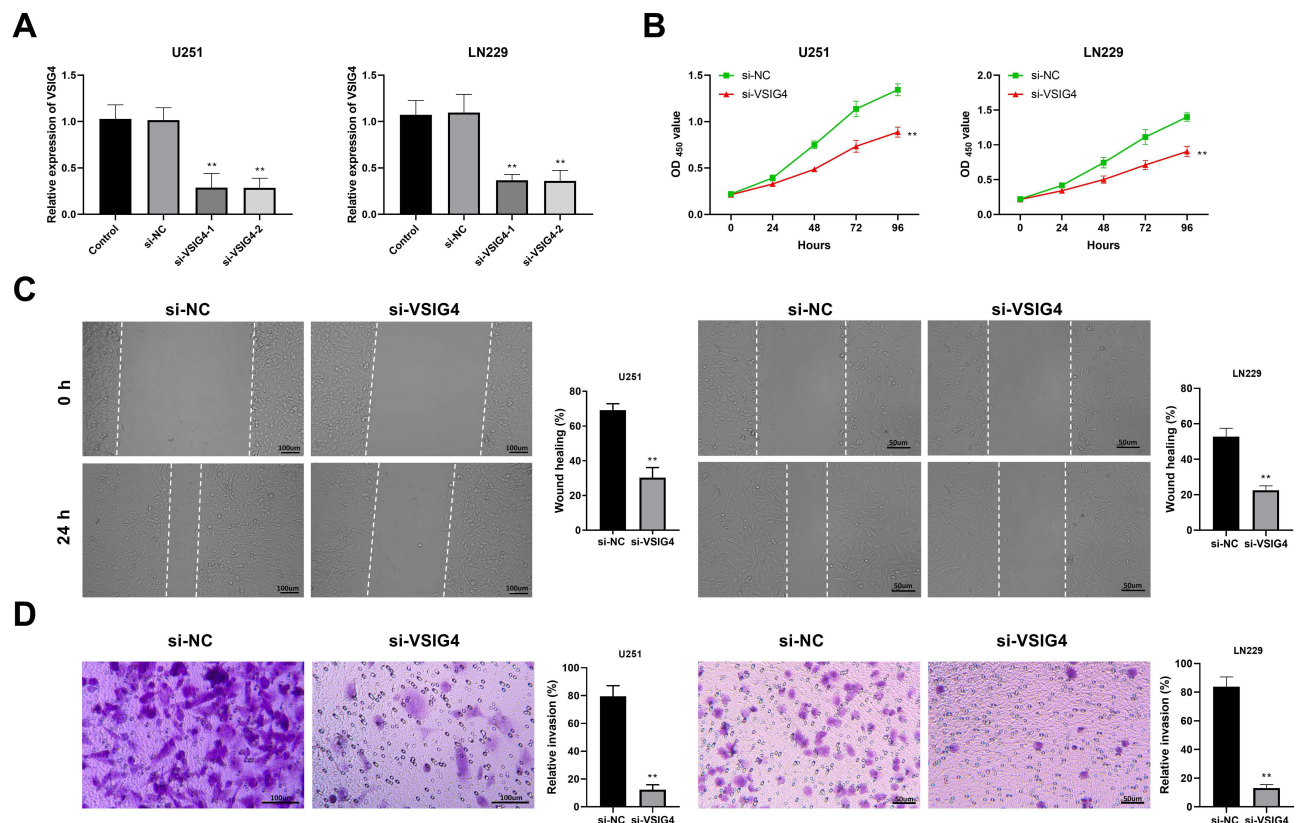 A
U251
Relative expression of VSIG4
1.5
1.0
0.5
0.0
**
**
Control
si-NC
si-VSIG4-1
si-VSIG4-2
LN229
Relative expression of VSIG4
1.5
1.0
0.5
0.0
**
**
Control
si-NC
si-VSIG4-1
si-VSIG4-2
B
U251
OD 450 value
1.5
1.0
0.5
0.0
si-NC
si-VSIG4
**
0 24 48 72 96
Hours
LN229
OD 450 value
2.0
1.5
1.0
0.5
0.0
si-NC
si-VSIG4
**
0 24 48 72 96
Hours
C
si-NC
si-VSIG4
0 h
100um
100um
24 h
100um
100um
U251
Wound healing (%)
80
60
40
20
0
**
si-NC si-VSIG4
si-NC
si-VSIG4
50um
50um
50um
50um
LN229
Wound healing (%)
80
60
40
20
0
**
si-NC si-VSIG4
D
si-NC
si-VSIG4
100um
100um
U251
Relative invasion (%)
100
80
60
40
20
0
**
si-NC si-VSIG4
si-NC
si-VSIG4
50um
50um
LN229
Relative invasion (%)
100
80
60
40
20
0
**
si-NC si-VSIG4